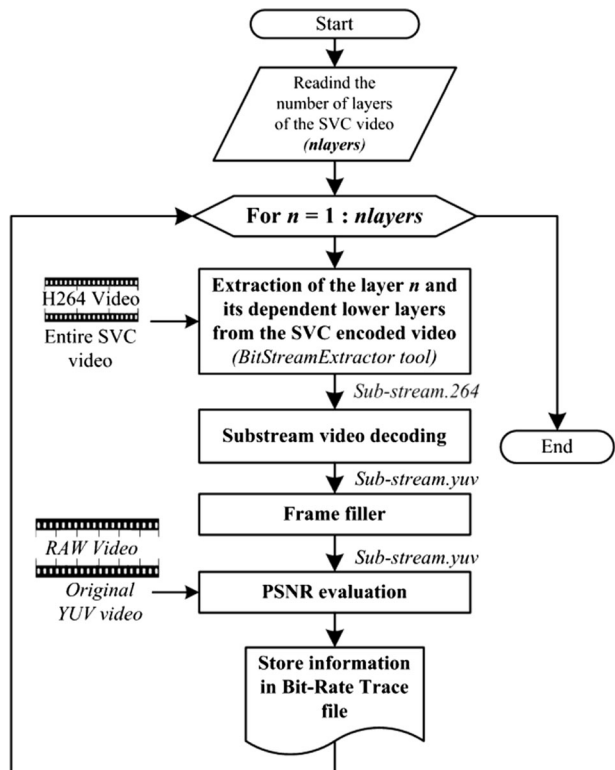 Start
Readind the
number of layers
of the SVC video
(nlayers)
For n = 1 : nlayers
H264 Video
Entire SVC
video
Extraction of the layer n and
its dependent lower layers
from the SVC encoded video
(BitStreamExtractor tool)
Sub-stream.264
Substream video decoding
End
Sub-stream.yuv
Frame filler
Sub-stream.yuv
RAW Video
Original
YUV video
PSNR evaluation
Store information
in Bit-Rate Trace
file